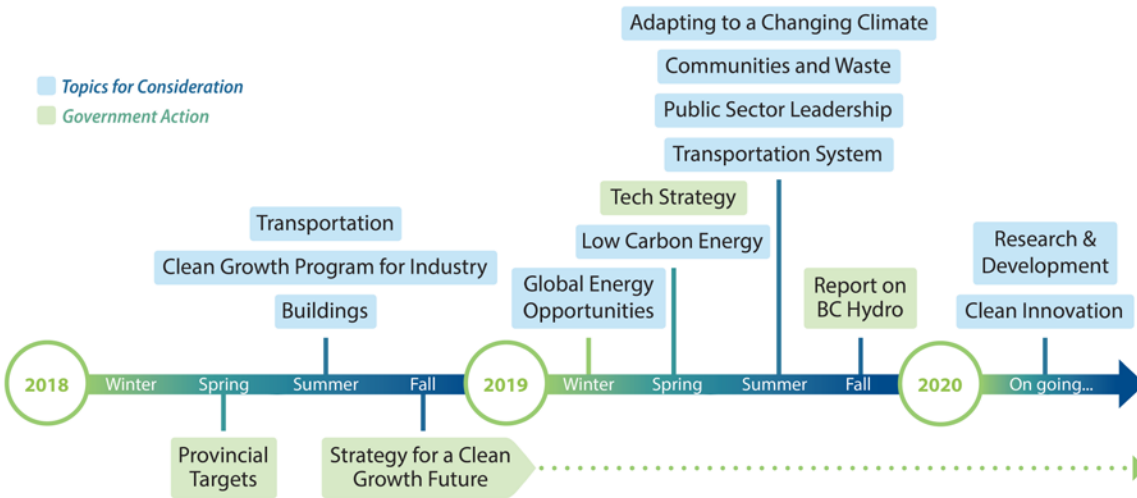 Adapting to a Changing Climate
Communities and Waste
Public Sector Leadership
Transportation System
Topics for Consideration
Government Action
Tech Strategy
Low Carbon Energy
Transportation
Clean Growth Program for Industry
Buildings
Global Energy
Opportunities
Report on
BC Hydro
Research &
Development
Clean Innovation
2018
Winter
Spring
Summer
Fall
2019
Winter
Spring
Summer
Fall
2020
On going...
Provincial
Targets
Strategy for a Clean
Growth Future